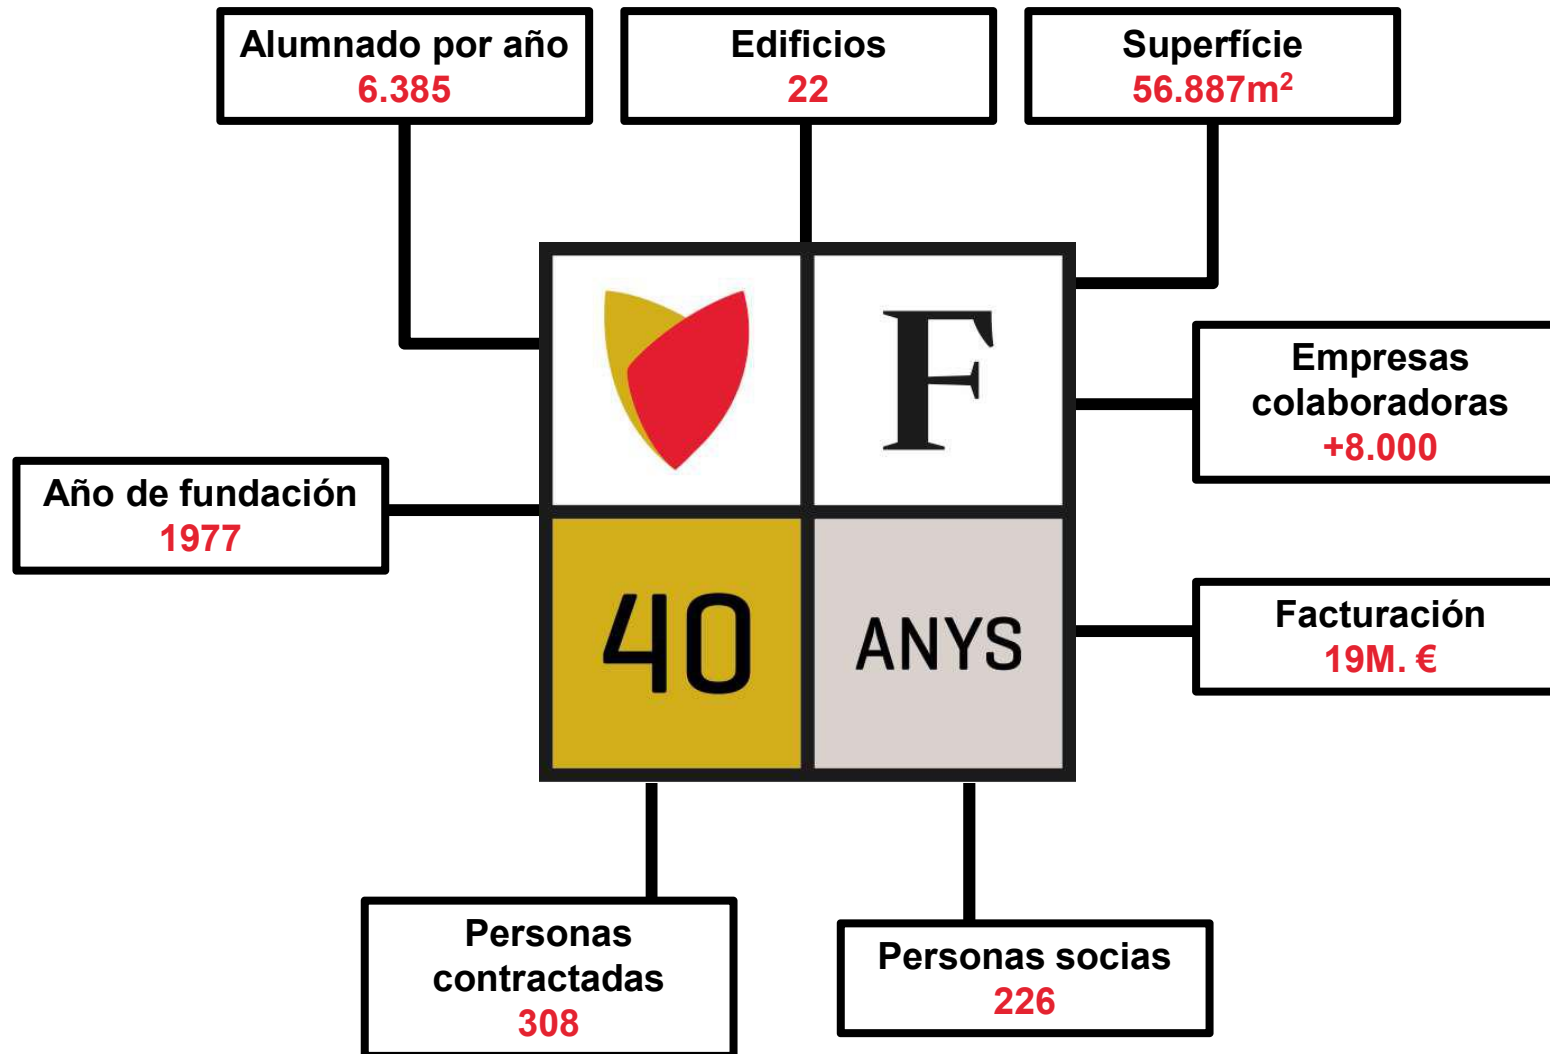 Alumnado por año
6.385
Edificios
22
Superfície
56.887m²
Empresas
colaboradoras
+8.000
Año de fundación
1977
F
40
ANYS
Facturación
19M. €
Personas
contractadas
308
Personas socias
226